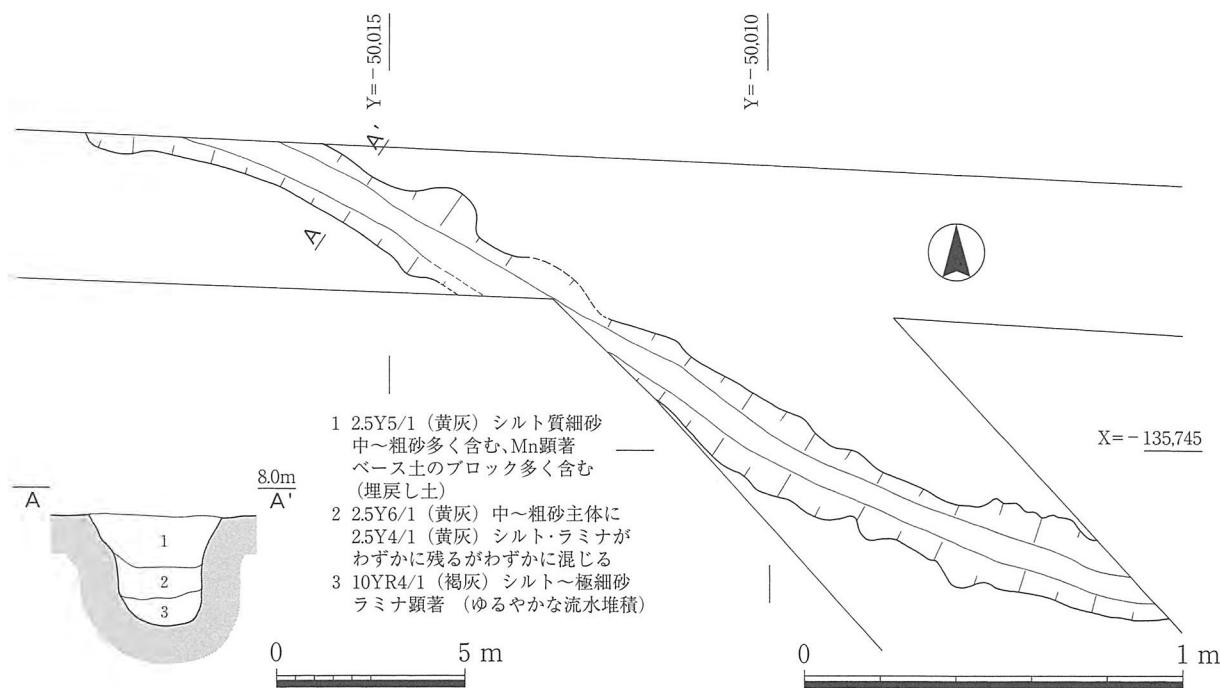 Y=－50,015
Y=－50,010
A'
A
X=－135,745
1 2.5Y5/1（黄灰）シルト質細砂
中～粗砂多く含む、Mn顕著
ベース土のブロック多く含む
（埋戻し土）
2 2.5Y6/1（黄灰）中～粗砂主体に
2.5Y4/1（黄灰）シルト・ラミナが
わずかに残るがわずかに混じる
3 10YR4/1（褐灰）シルト～極細砂
ラミナ顕著　（ゆるやかな流水堆積）
A
8.0m
A'
1
2
3
0 5 m
0 1 m